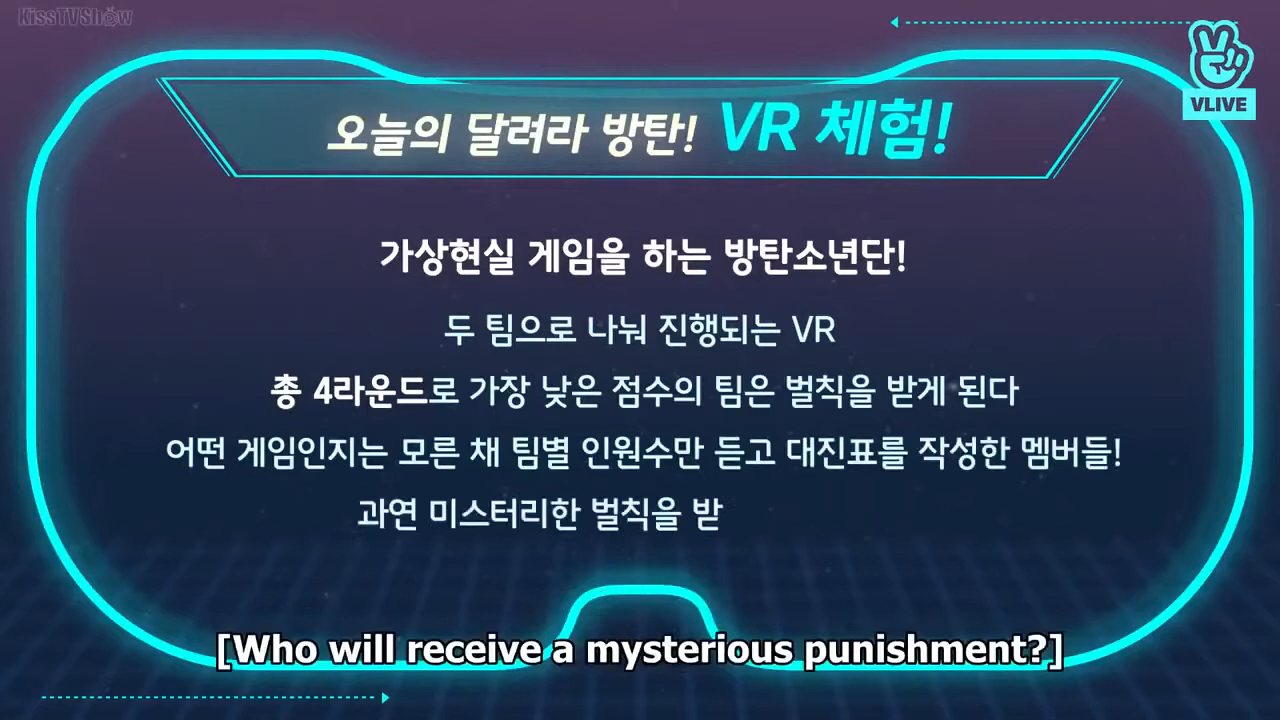 KissTVShow
VLIVE
오늘의 달려라 방탄! VR 체험!
가상현실 게임을 하는 방탄소년단!
두 팀으로 나눠 진행되는 VR
총 4라운드로 가장 낮은 점수의 팀은 벌칙을 받게 된다
어떤 게임인지는 모른 채 팀별 인원수만 듣고 대진표를 작성한 멤버들!
과연 미스터리한 벌칙을 받
[Who will receive a mysterious punishment?]